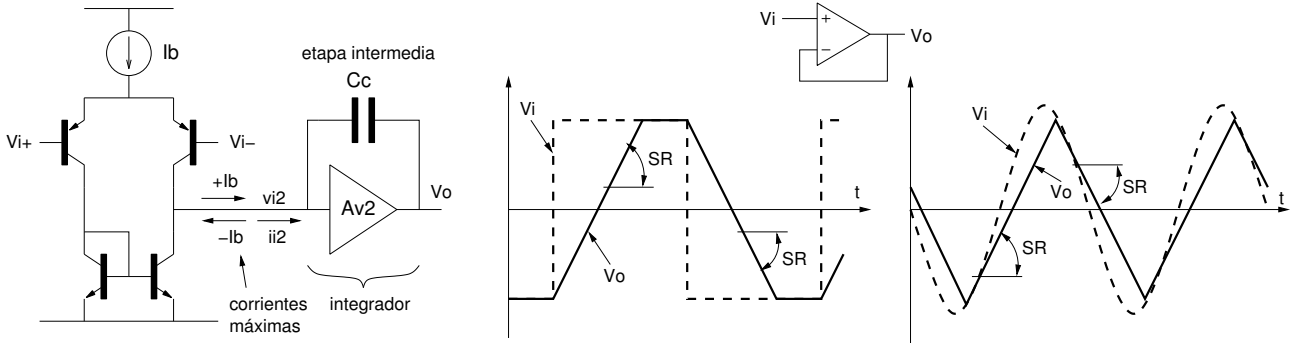 Ib
etapa intermedia
Cc
Vi+
Vi−
+Ib
vi2
Av2
Vo
−Ib
ii2
corrientes
máximas
integrador
Vi
+
−
Vo
Vi
SR
t
Vo
SR
Vi
SR
Vo
t
SR